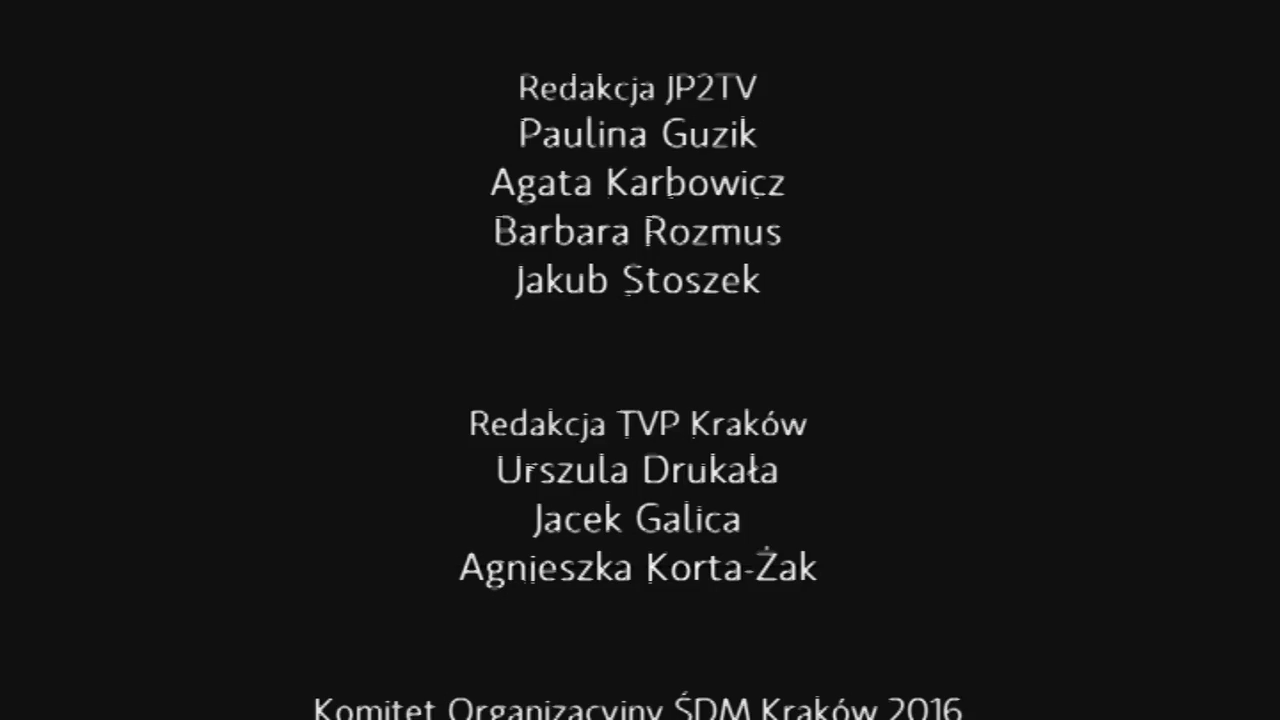 Redakcja JP2TV
Paulina Guzik
Agata Karbowicz
Barbara Rozmus
Jakub Stoszek
Redakcja TVP Kraków
Urszula Drukała
Jacek Galica
Agnieszka Korta-Żak
Komitet Organizacyjny ŚDM Kraków 2016